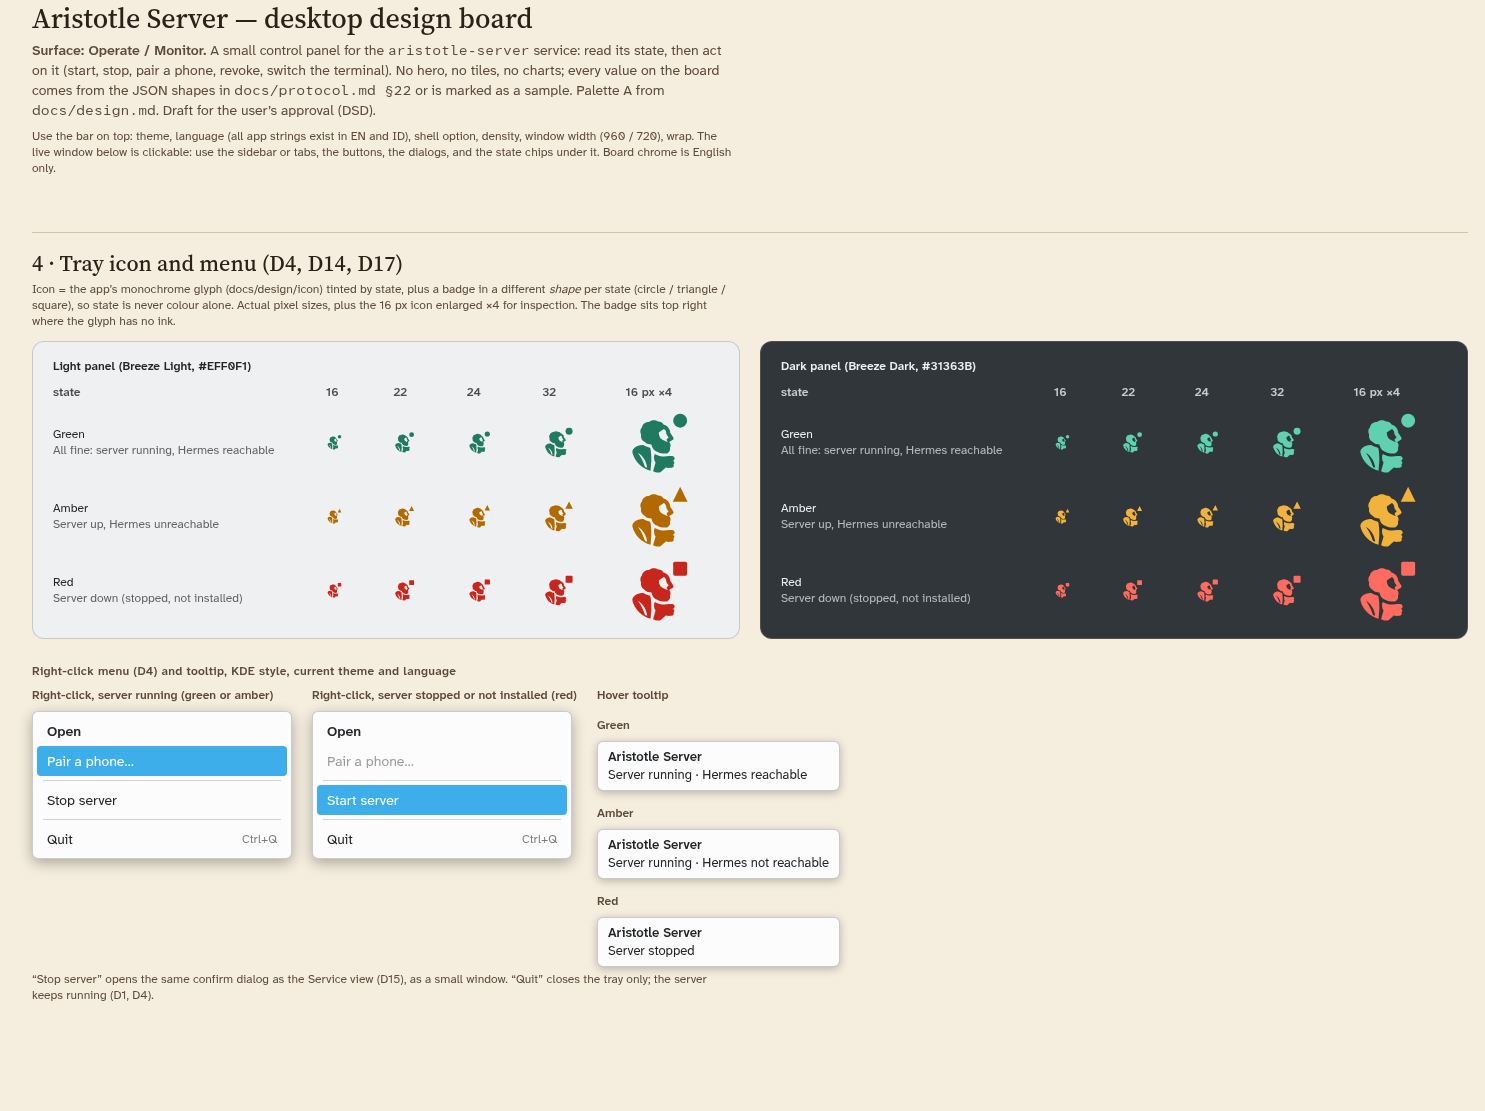 Aristotle Server — desktop design board
Surface: Operate / Monitor. A small control panel for the aristotle-server service: read its state, then act
on it (start, stop, pair a phone, revoke, switch the terminal). No hero, no tiles, no charts; every value on the board
comes from the JSON shapes in docs/protocol.md §22 or is marked as a sample. Palette A from
docs/design.md. Draft for the user’s approval (DSD).
Use the bar on top: theme, language (all app strings exist in EN and ID), shell option, density, window width (960 / 720), wrap. The
live window below is clickable: use the sidebar or tabs, the buttons, the dialogs, and the state chips under it. Board chrome is English
only.
4 · Tray icon and menu (D4, D14, D17)
Icon = the app’s monochrome glyph (docs/design/icon) tinted by state, plus a badge in a different shape per state (circle / triangle /
square), so state is never colour alone. Actual pixel sizes, plus the 16 px icon enlarged ×4 for inspection. The badge sits top right
where the glyph has no ink.
Light panel (Breeze Light, #EFF0F1)
state 16 22 24 32 16 px ×4
Green
All fine: server running, Hermes reachable
Amber
Server up, Hermes unreachable
Red
Server down (stopped, not installed)
Dark panel (Breeze Dark, #31363B)
state 16 22 24 32 16 px ×4
Green
All fine: server running, Hermes reachable
Amber
Server up, Hermes unreachable
Red
Server down (stopped, not installed)
Right-click menu (D4) and tooltip, KDE style, current theme and language
Right-click, server running (green or amber)
Open
Pair a phone…
Stop server
Quit Ctrl+Q
Right-click, server stopped or not installed (red)
Open
Pair a phone…
Start server
Quit Ctrl+Q
Hover tooltip
Green
Aristotle Server
Server running · Hermes reachable
Amber
Aristotle Server
Server running · Hermes not reachable
Red
Aristotle Server
Server stopped
“Stop server” opens the same confirm dialog as the Service view (D15), as a small window. “Quit” closes the tray only; the server
keeps running (D1, D4).